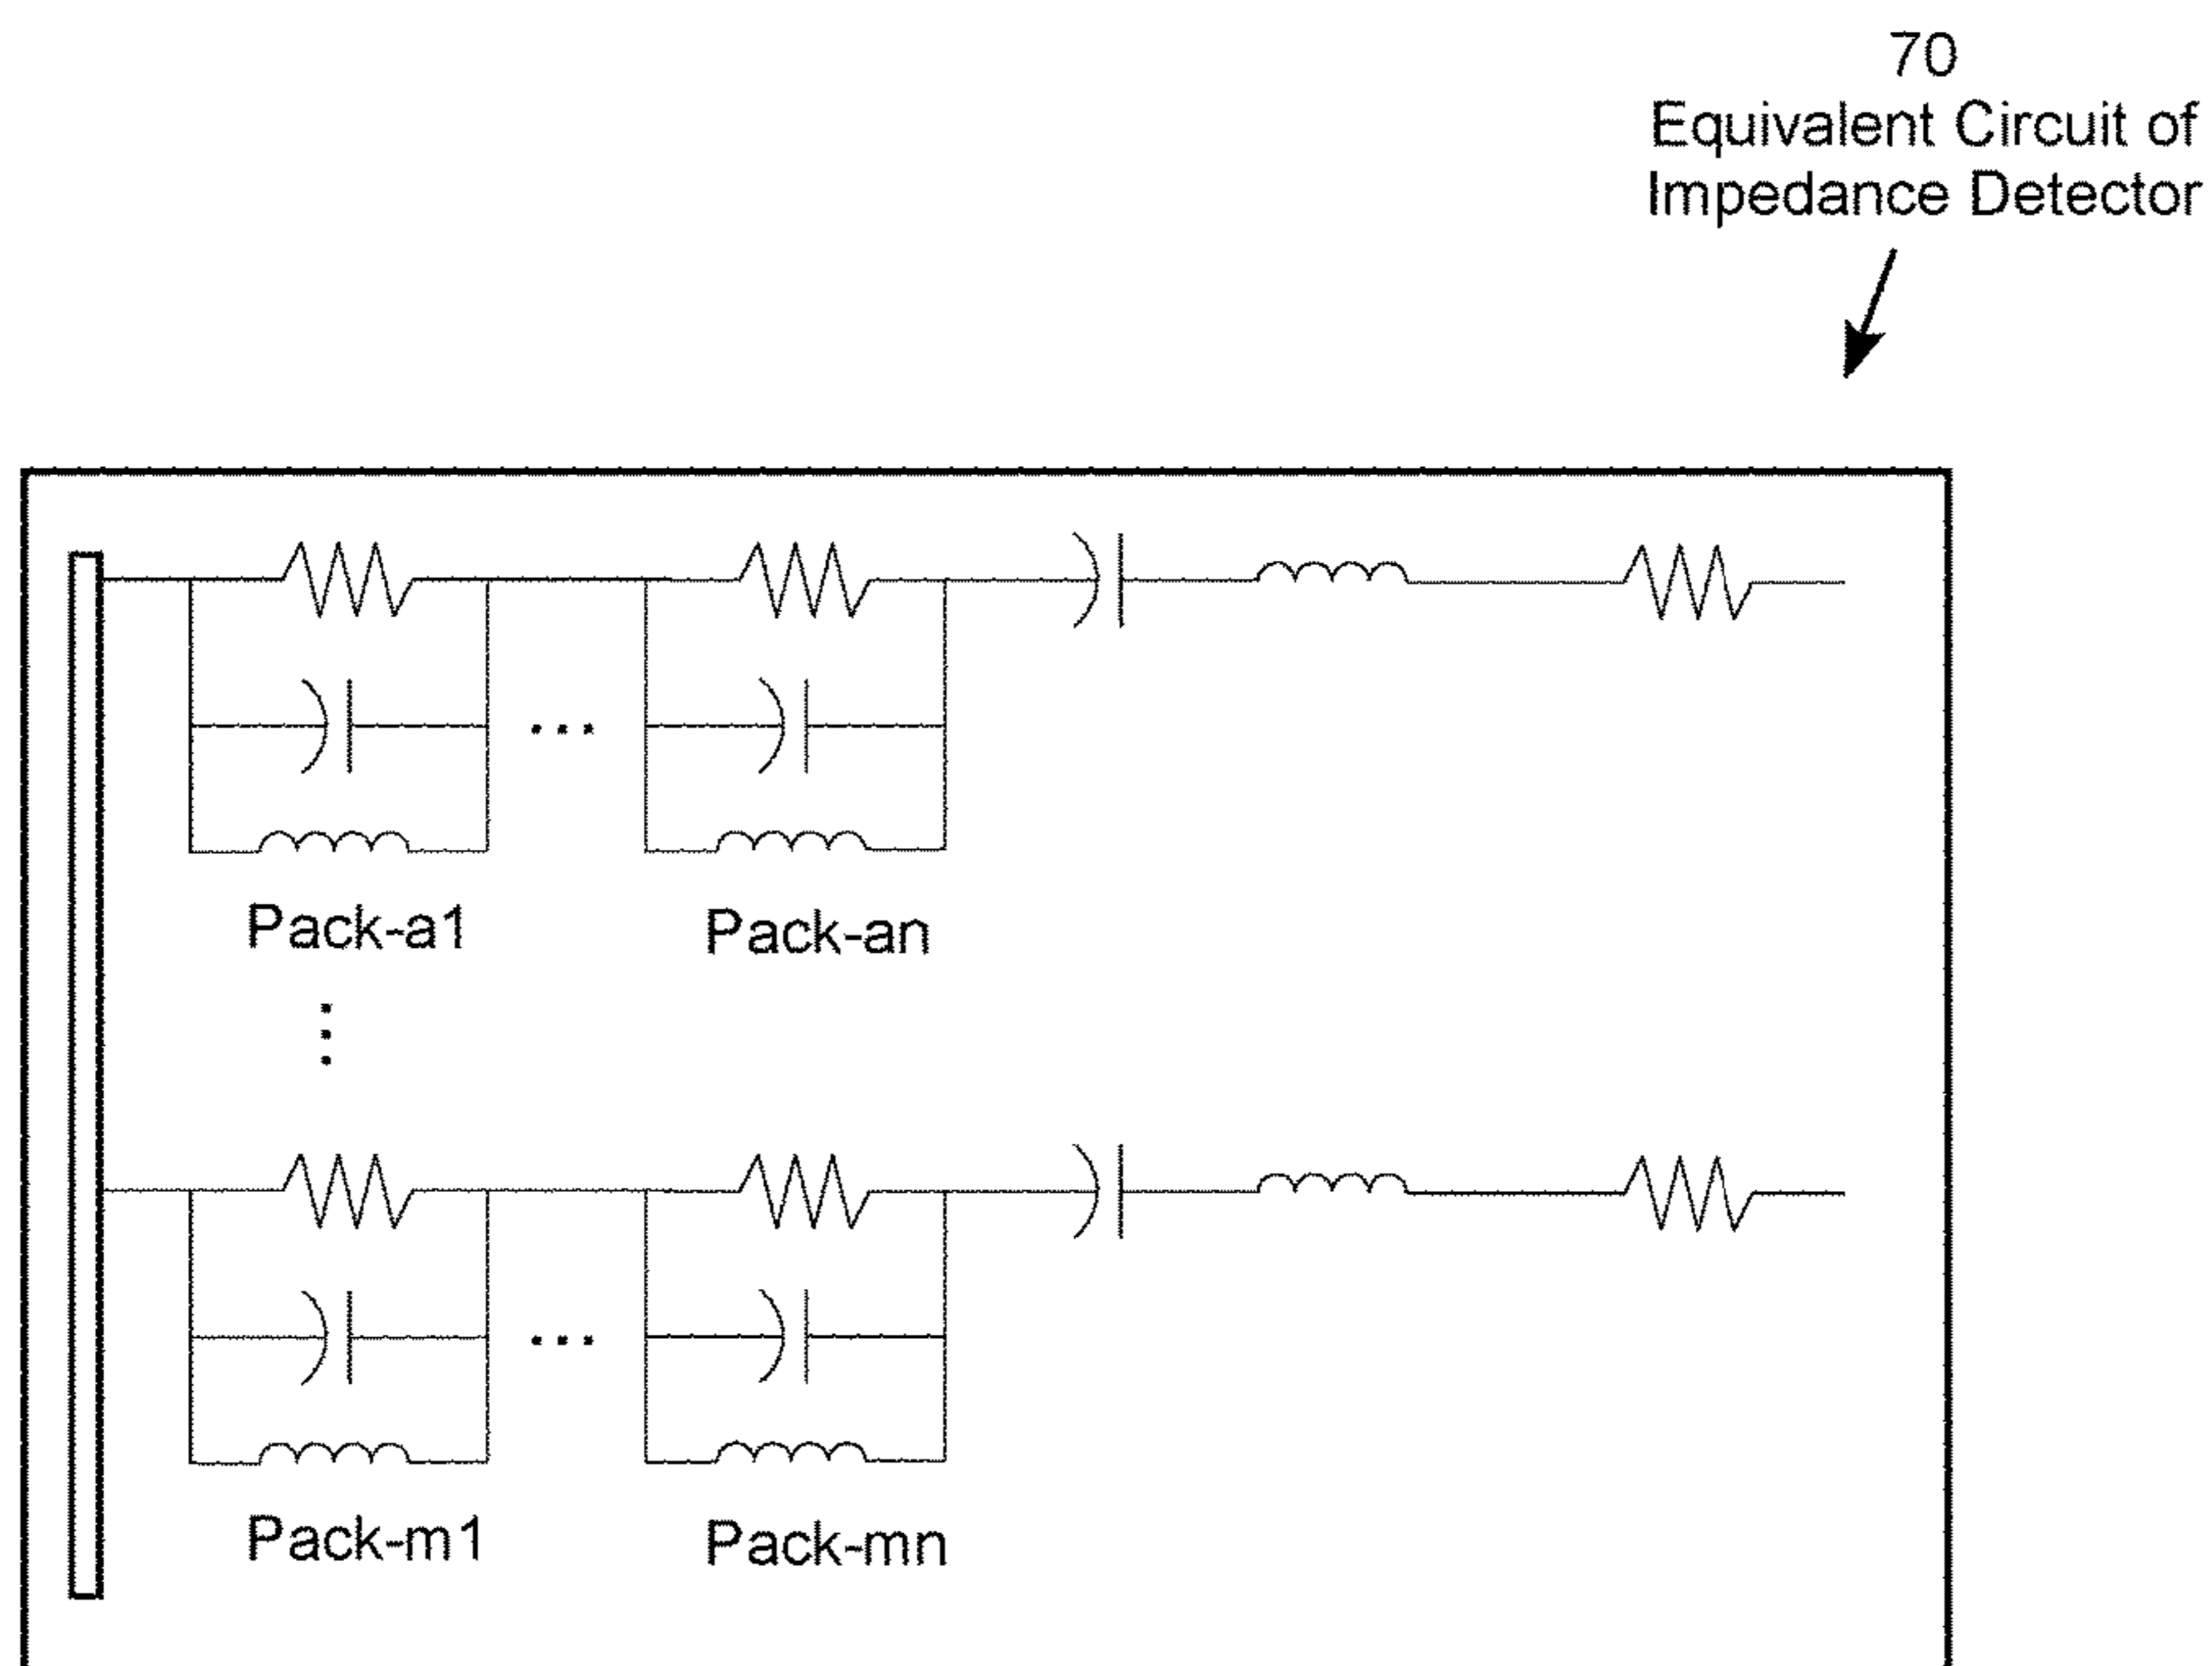 70
Equivalent Circuit of
Impedance Detector
Pack-a1
Pack-an
Pack-m1
Pack-mn